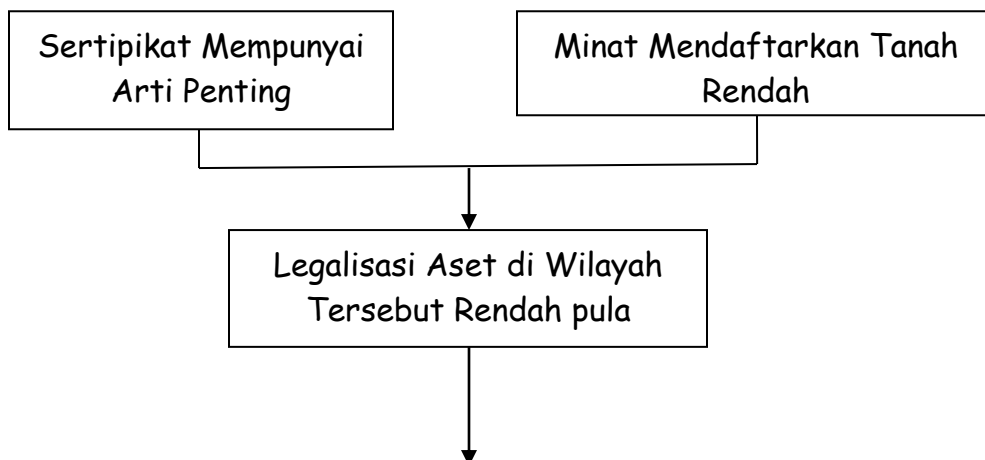 Sertipikat Mempunyai
Arti Penting
Minat Mendaftarkan Tanah
Rendah
Legalisasi Aset di Wilayah
Tersebut Rendah pula